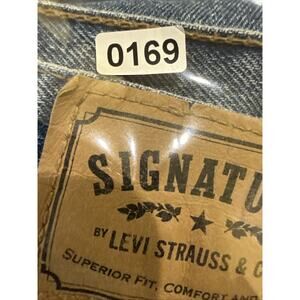 0169
SIGNATU
BY LEVI STRAUSS & C
SUPERIOR FIT, COMFORT AND